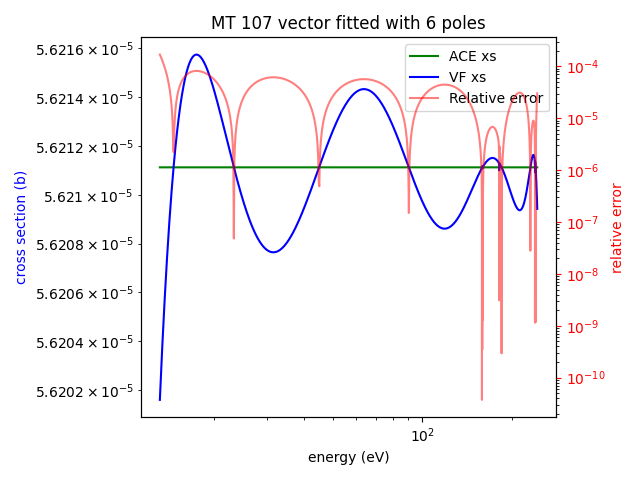 MT 107 vector fitted with 6 poles
ACE xs
VF xs
Relative error
5.6216 × 10⁻⁵
5.6214 × 10⁻⁵
5.6212 × 10⁻⁵
5.621 × 10⁻⁵
5.6208 × 10⁻⁵
5.6206 × 10⁻⁵
5.6204 × 10⁻⁵
5.6202 × 10⁻⁵
cross section (b)
10⁻⁴
10⁻⁵
10⁻⁶
10⁻⁷
10⁻⁸
10⁻⁹
10⁻¹⁰
relative error
10²
energy (eV)